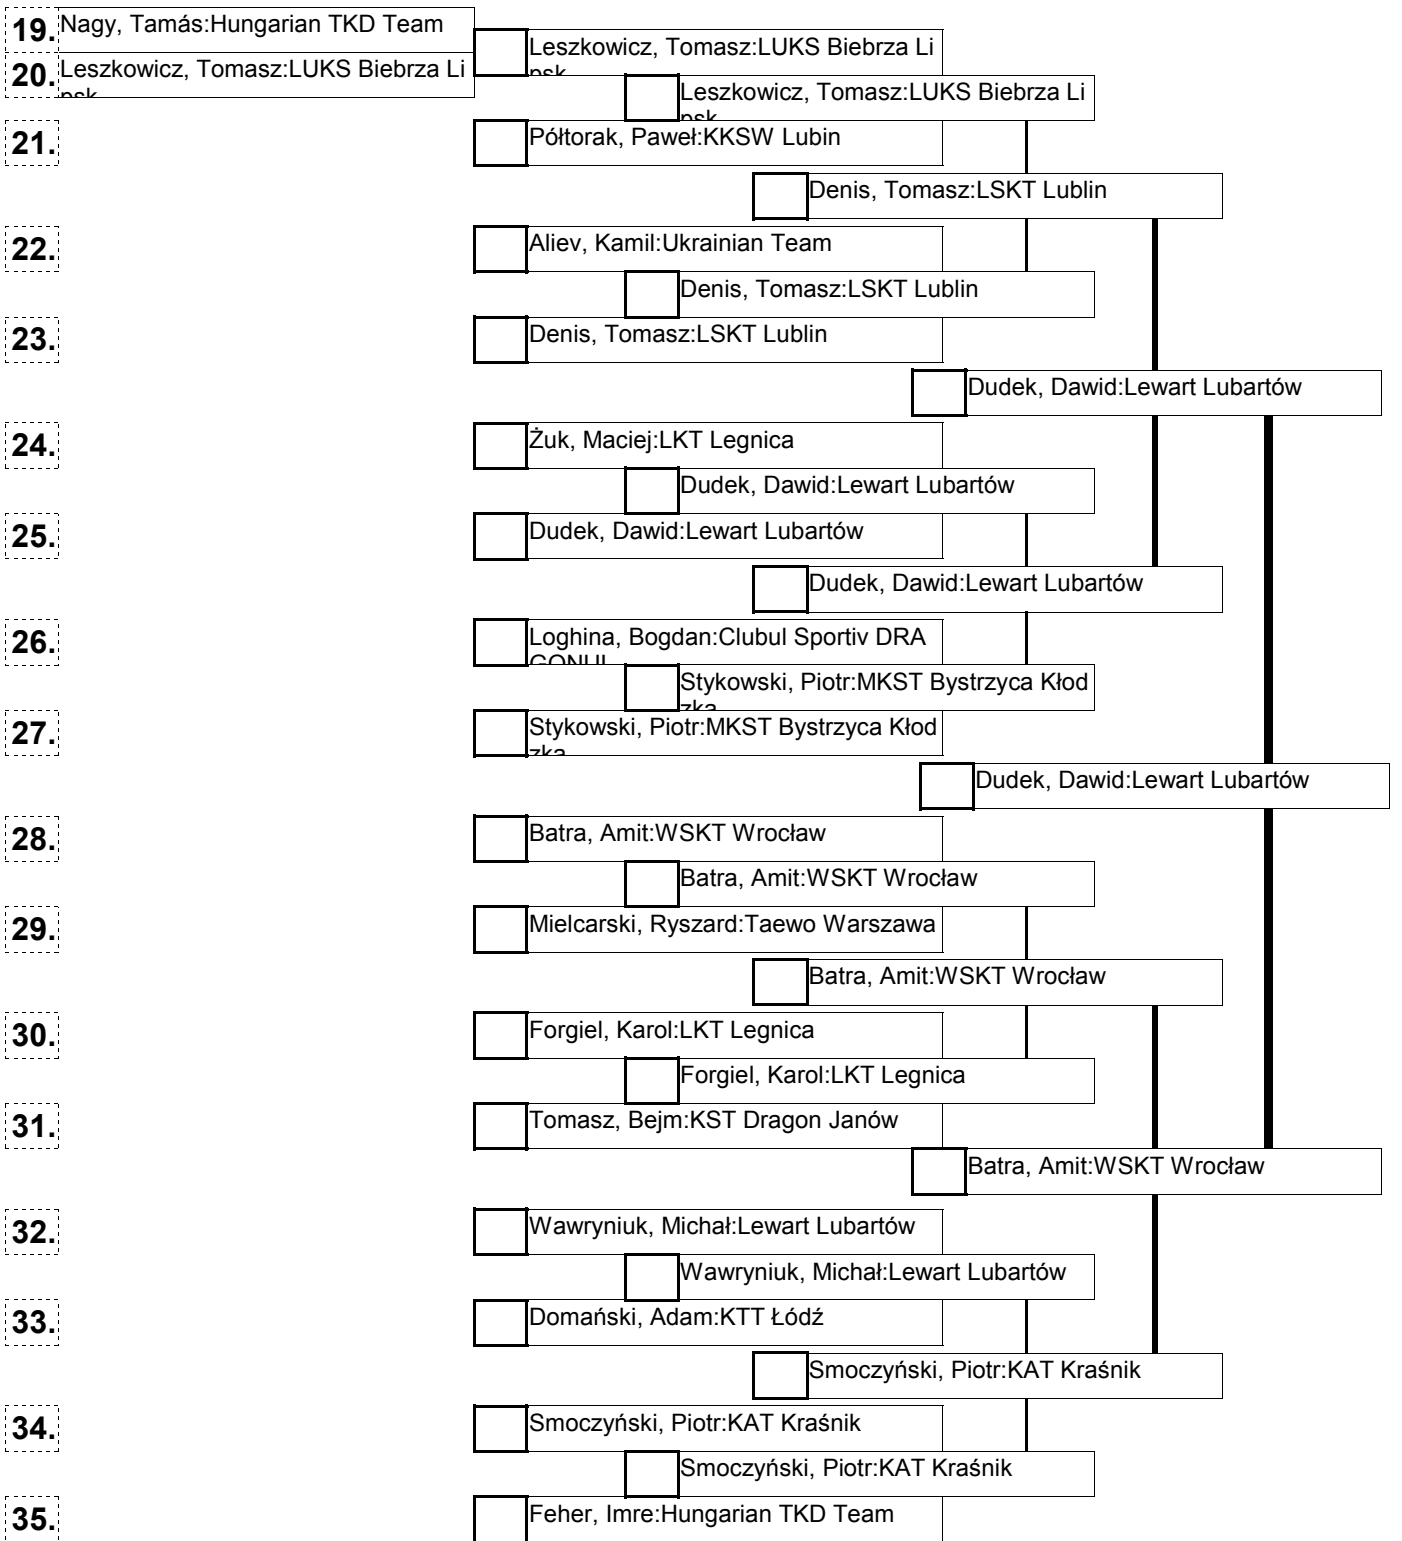 19. Nagy, Tamás:Hungarian TKD Team
Leszkowicz, Tomasz:LUKS Biebrza Li
psk
20. Leszkowicz, Tomasz:LUKS Biebrza Li
psk
Leszkowicz, Tomasz:LUKS Biebrza Li
psk
21. Półtorak, Paweł:KKSW Lubin
Denis, Tomasz:LSKT Lublin
22. Aliev, Kamil:Ukrainian Team
Denis, Tomasz:LSKT Lublin
23. Denis, Tomasz:LSKT Lublin
Dudek, Dawid:Lewart Lubartów
24. Żuk, Maciej:LKT Legnica
Dudek, Dawid:Lewart Lubartów
25. Dudek, Dawid:Lewart Lubartów
Dudek, Dawid:Lewart Lubartów
26. Loghina, Bogdan:Clubul Sportiv DRA
GONUL
Stykowski, Piotr:MKST Bystrzyca Kłod
zka
27. Stykowski, Piotr:MKST Bystrzyca Kłod
zka
Dudek, Dawid:Lewart Lubartów
28. Batra, Amit:WSKT Wrocław
Batra, Amit:WSKT Wrocław
29. Mielcarski, Ryszard:Taewo Warszawa
Batra, Amit:WSKT Wrocław
30. Forgiel, Karol:LKT Legnica
Forgiel, Karol:LKT Legnica
31. Tomasz, Bejm:KST Dragon Janów
Batra, Amit:WSKT Wrocław
32. Wawryniuk, Michał:Lewart Lubartów
Wawryniuk, Michał:Lewart Lubartów
33. Domański, Adam:KTT Łódź
Smoczyński, Piotr:KAT Kraśnik
34. Smoczyński, Piotr:KAT Kraśnik
Smoczyński, Piotr:KAT Kraśnik
35. Feher, Imre:Hungarian TKD Team